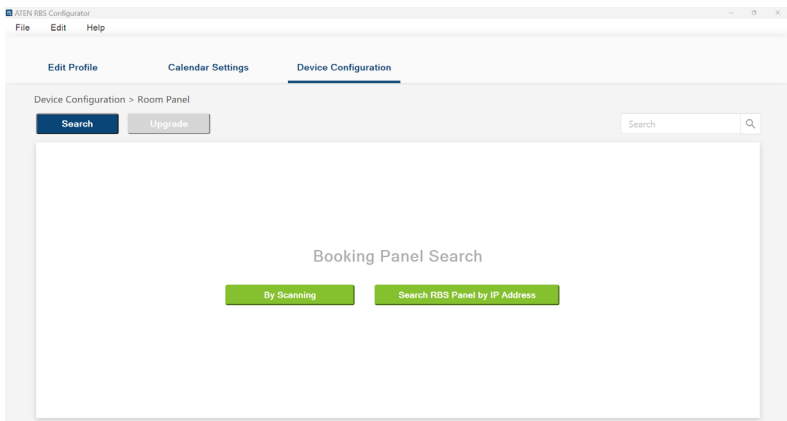 ATEN RBS Configurator
File Edit Help
Edit Profile Calendar Settings Device Configuration
Device Configuration > Room Panel
Search Upgrade Search
Booking Panel Search
By Scanning Search RBS Panel by IP Address